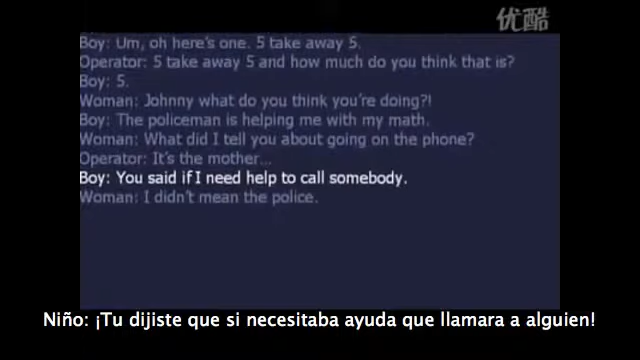 优酷
Boy: Um, oh here's one. 5 take away 5.
Operator: 5 take away 5 and how much do you think that is?
Boy: 5.
Woman: Johnny what do you think you're doing?!
Boy: The policeman is helping me with my math.
Woman: What did I tell you about going on the phone?
Operator: It's the mother...
Boy: You said if I need help to call somebody.
Woman: I didn't mean the police.
Niño: ¡Tu dijiste que si necesitaba ayuda que llamara a alguien!